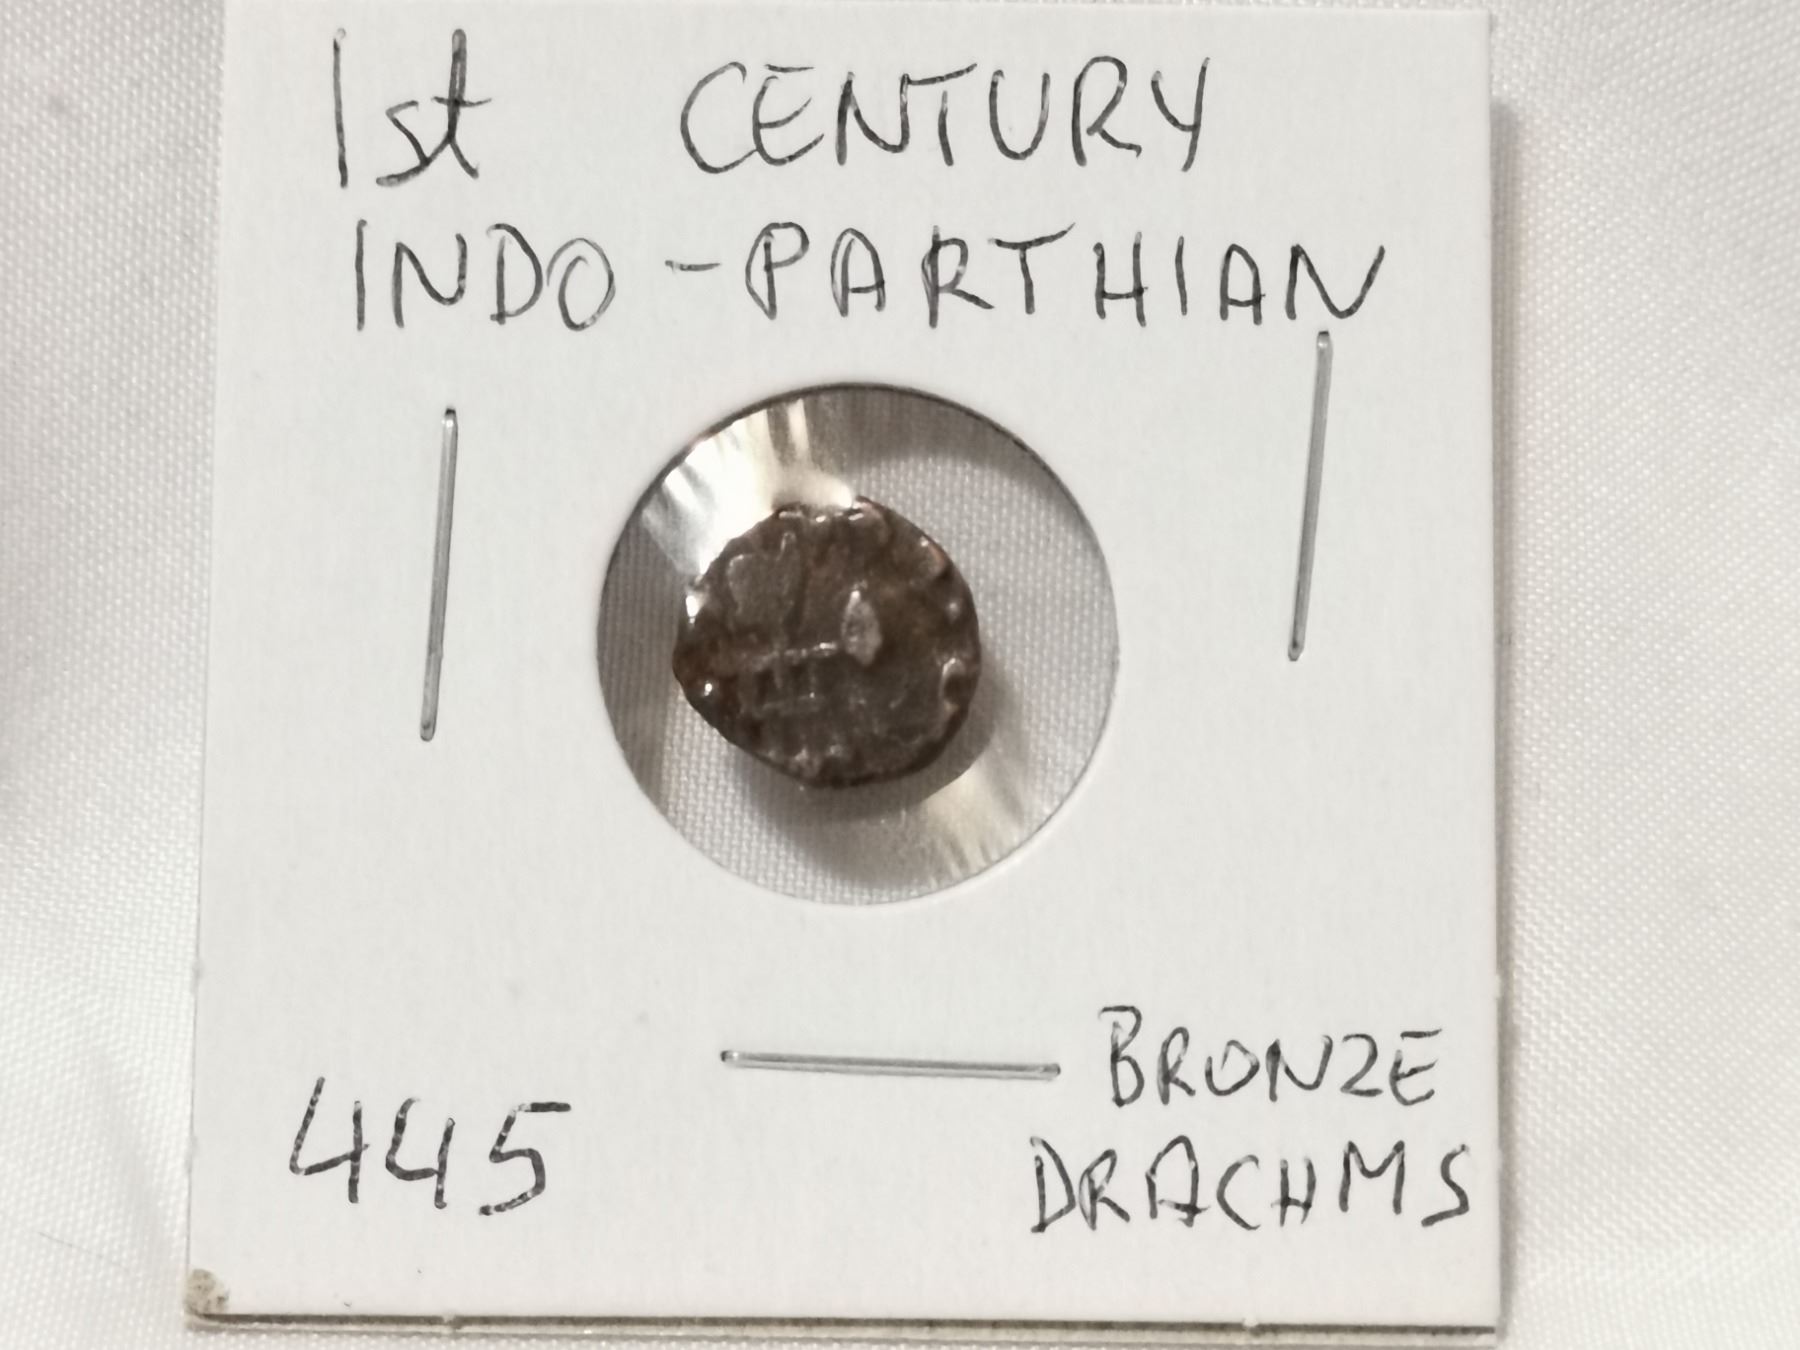 1st CENTURY
INDO-PARTHIAN
BRONZE
445 DRACHMS